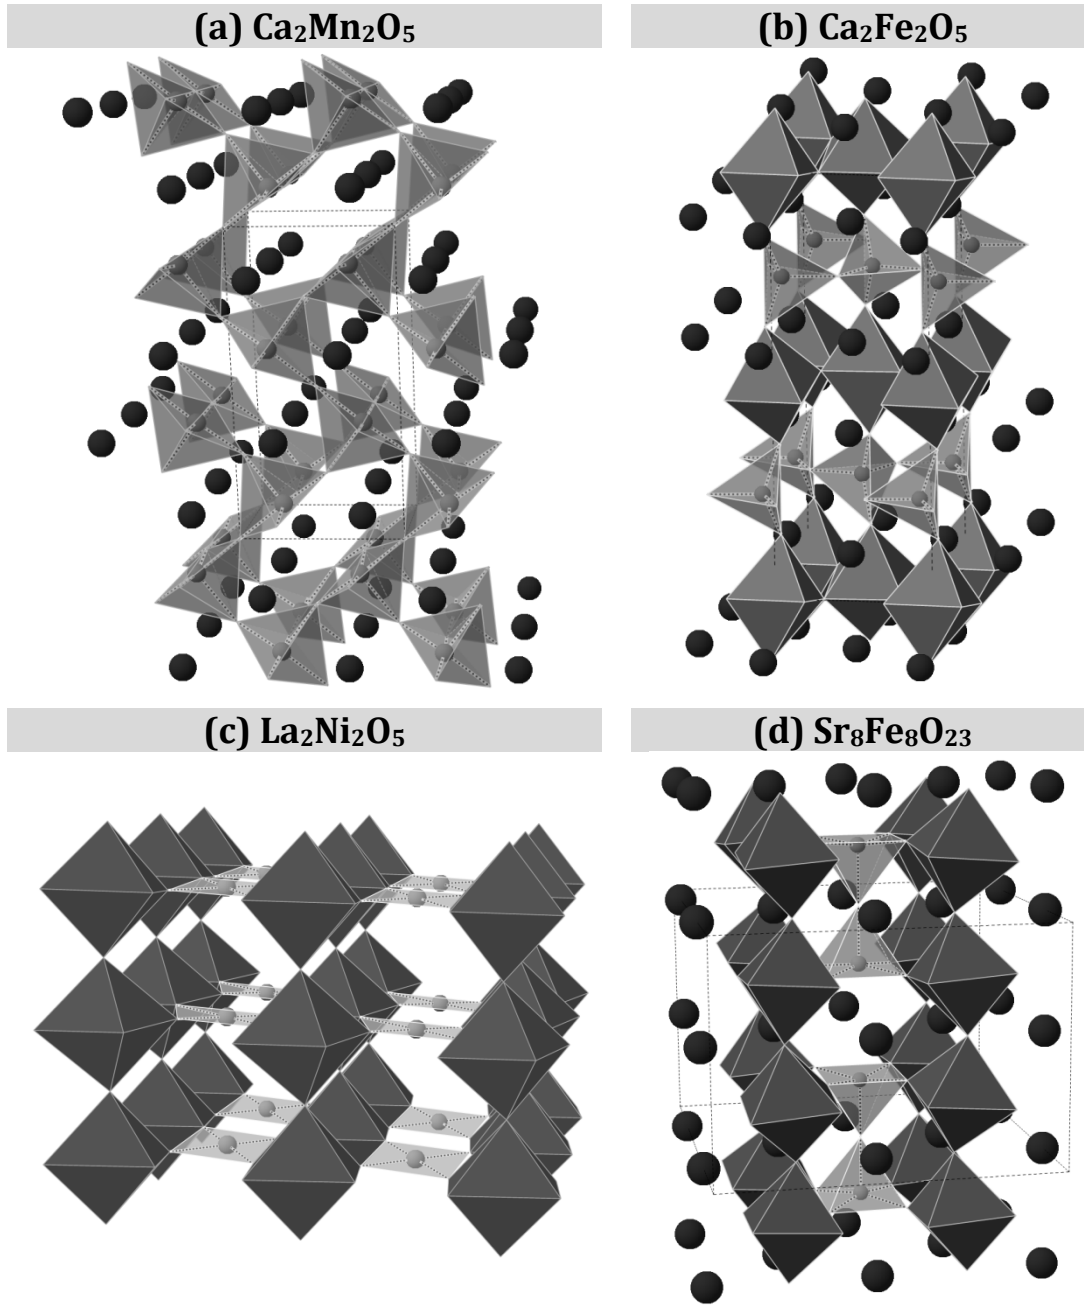 (a) Ca₂Mn₂O₅
(b) Ca₂Fe₂O₅
(c) La₂Ni₂O₅
(d) Sr₈Fe₈O₂₃